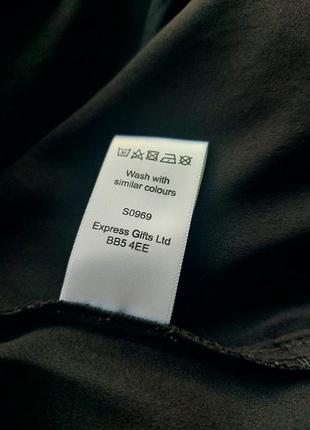 Wash with
similar colours
S0969
Express Gifts Ltd
BB5 4EE